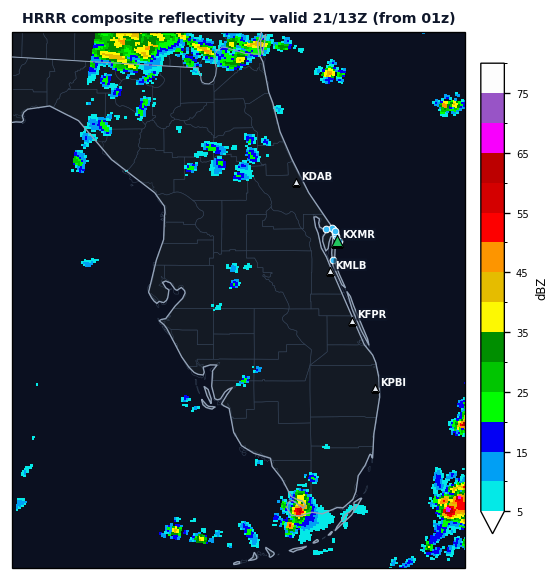 HRRR composite reflectivity — valid 21/13Z (from 01z)
KDAB
KXMR
KMLB
KFPR
KPBI
75
65
55
45
35
25
15
5
dBZ